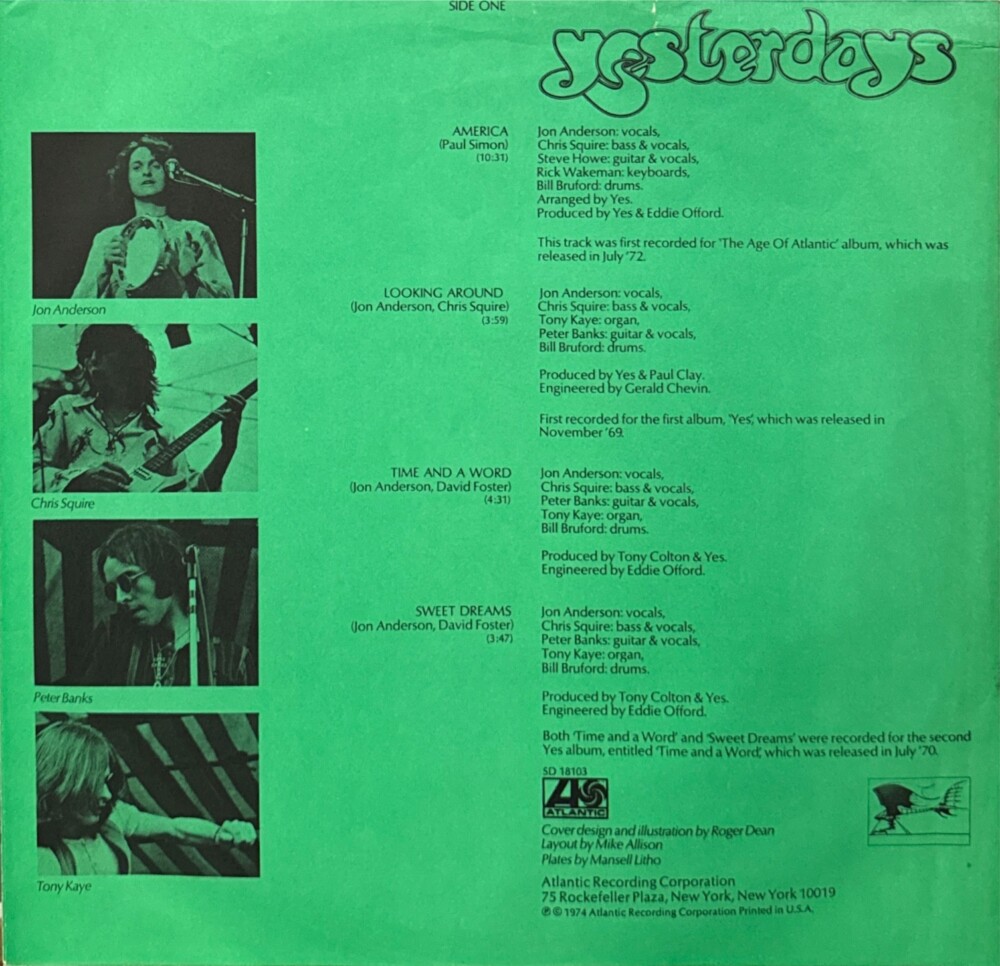 SIDE ONE
yesterdays
AMERICA
(Paul Simon)
(10:31)
Jon Anderson: vocals,
Chris Squire: bass & vocals,
Steve Howe: guitar & vocals,
Rick Wakeman: keyboards,
Bill Bruford: drums.
Arranged by Yes.
Produced by Yes & Eddie Offord.
This track was first recorded for 'The Age Of Atlantic' album, which was
released in July '72.
Jon Anderson
LOOKING AROUND
(Jon Anderson, Chris Squire)
(3:59)
Jon Anderson: vocals,
Chris Squire: bass & vocals,
Tony Kaye: organ,
Peter Banks: guitar & vocals,
Bill Bruford: drums.
Produced by Yes & Paul Clay.
Engineered by Gerald Chevin.
First recorded for the first album, 'Yes', which was released in
November '69.
Chris Squire
TIME AND A WORD
(Jon Anderson, David Foster)
(4:31)
Jon Anderson: vocals,
Chris Squire: bass & vocals,
Peter Banks: guitar & vocals,
Tony Kaye: organ,
Bill Bruford: drums.
Produced by Tony Colton & Yes.
Engineered by Eddie Offord.
Peter Banks
SWEET DREAMS
(Jon Anderson, David Foster)
(3:47)
Jon Anderson: vocals,
Chris Squire: bass & vocals,
Peter Banks: guitar & vocals,
Tony Kaye: organ,
Bill Bruford: drums.
Produced by Tony Colton & Yes.
Engineered by Eddie Offord.
Both 'Time and a Word' and 'Sweet Dreams' were recorded for the second
Yes album, entitled 'Time and a Word', which was released in July '70.
Tony Kaye
SD 18103
ATLANTIC
Cover design and illustration by Roger Dean
Layout by Mike Allison
Plates by Mansell Litho
Atlantic Recording Corporation
75 Rockefeller Plaza, New York, New York 10019
℗ © 1974 Atlantic Recording Corporation Printed in U.S.A.